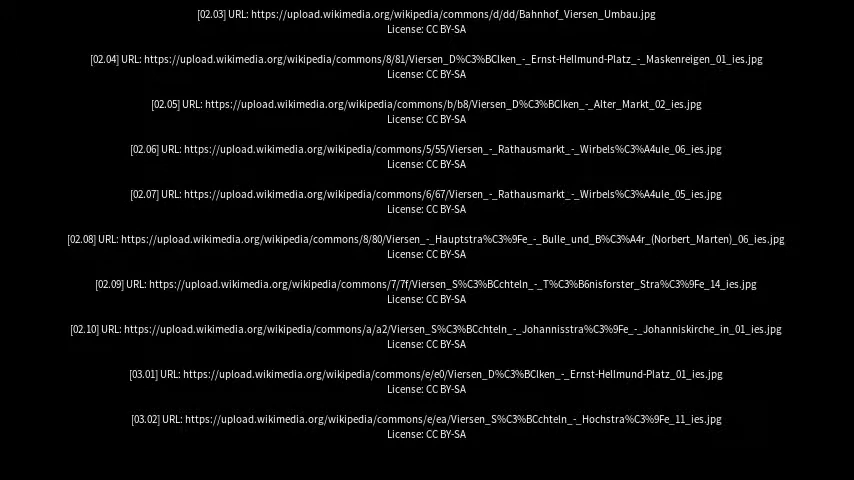 [02.03] URL: https://upload.wikimedia.org/wikipedia/commons/d/dd/Bahnhof_Viersen_Umbau.jpg
License: CC BY-SA
[02.04] URL: https://upload.wikimedia.org/wikipedia/commons/8/81/Viersen_D%C3%BClken_-_Ernst-Hellmund-Platz_-_Maskenreigen_01_ies.jpg
License: CC BY-SA
[02.05] URL: https://upload.wikimedia.org/wikipedia/commons/b/b8/Viersen_D%C3%BClken_-_Alter_Markt_02_ies.jpg
License: CC BY-SA
[02.06] URL: https://upload.wikimedia.org/wikipedia/commons/5/55/Viersen_-_Rathausmarkt_-_Wirbels%C3%A4ule_06_ies.jpg
License: CC BY-SA
[02.07] URL: https://upload.wikimedia.org/wikipedia/commons/6/67/Viersen_-_Rathausmarkt_-_Wirbels%C3%A4ule_05_ies.jpg
License: CC BY-SA
[02.08] URL: https://upload.wikimedia.org/wikipedia/commons/8/80/Viersen_-_Hauptstra%C3%9Fe_-_Bulle_und_B%C3%A4r_(Norbert_Marten)_06_ies.jpg
License: CC BY-SA
[02.09] URL: https://upload.wikimedia.org/wikipedia/commons/7/7f/Viersen_S%C3%BCchteln_-_T%C3%B6nisforster_Stra%C3%9Fe_14_ies.jpg
License: CC BY-SA
[02.10] URL: https://upload.wikimedia.org/wikipedia/commons/a/a2/Viersen_S%C3%BCchteln_-_Johannisstra%C3%9Fe_-_Johanniskirche_in_01_ies.jpg
License: CC BY-SA
[03.01] URL: https://upload.wikimedia.org/wikipedia/commons/e/e0/Viersen_D%C3%BClken_-_Ernst-Hellmund-Platz_01_ies.jpg
License: CC BY-SA
[03.02] URL: https://upload.wikimedia.org/wikipedia/commons/e/ea/Viersen_S%C3%BCchteln_-_Hochstra%C3%9Fe_11_ies.jpg
License: CC BY-SA